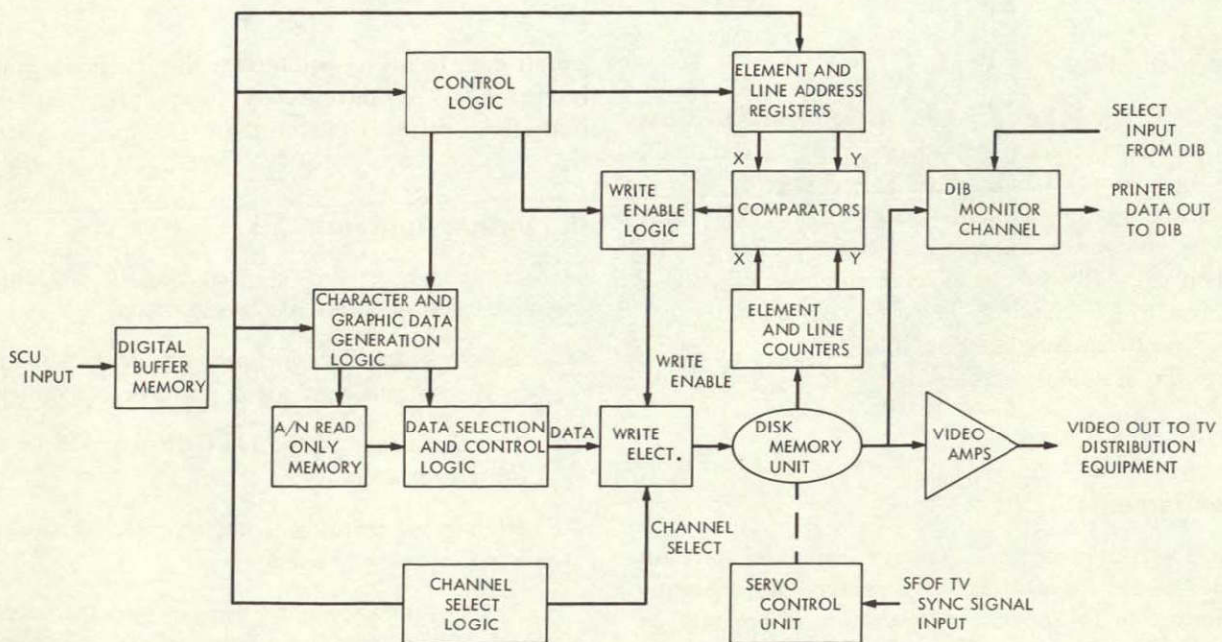 CONTROL
LOGIC
ELEMENT AND
LINE ADDRESS
REGISTERS
SELECT
INPUT
FROM DIB
X
Y
WRITE
ENABLE
LOGIC
COMPARATORS
DIB
MONITOR
CHANNEL
PRINTER
DATA OUT
TO DIB
X
Y
CHARACTER AND
GRAPHIC DATA
GENERATION
LOGIC
ELEMENT
AND LINE
COUNTERS
SCU
INPUT
DIGITAL
BUFFER
MEMORY
WRITE
ENABLE
A/N READ
ONLY
MEMORY
DATA SELECTION
AND CONTROL
LOGIC
DATA
WRITE
ELECT.
DISK
MEMORY
UNIT
VIDEO
AMPS
VIDEO OUT TO TV
DISTRIBUTION
EQUIPMENT
CHANNEL
SELECT
CHANNEL
SELECT
LOGIC
SERVO
CONTROL
UNIT
SFOF TV
SYNC SIGNAL
INPUT